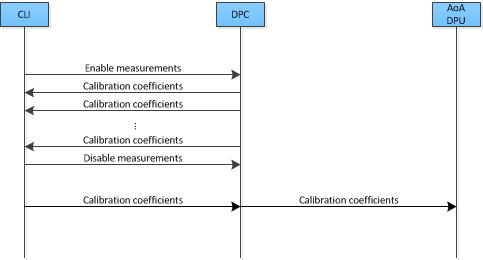 CLI
DPC
AoA
DPU
Enable measurements
Calibration coefficients
Calibration coefficients
...
Calibration coefficients
Disable measurements
Calibration coefficients
Calibration coefficients